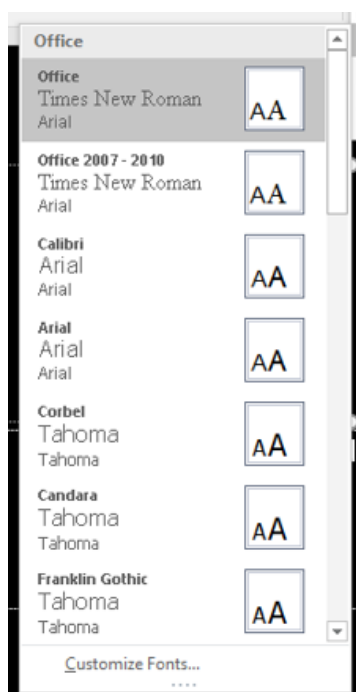 Office
Office
Times New Roman
Arial
AA
Office 2007 - 2010
Times New Roman
Arial
AA
Calibri
Arial
Arial
AA
Arial
Arial
Arial
AA
Corbel
Tahoma
Tahoma
AA
Candara
Tahoma
Tahoma
AA
Franklin Gothic
Tahoma
Tahoma
AA
Customize Fonts...